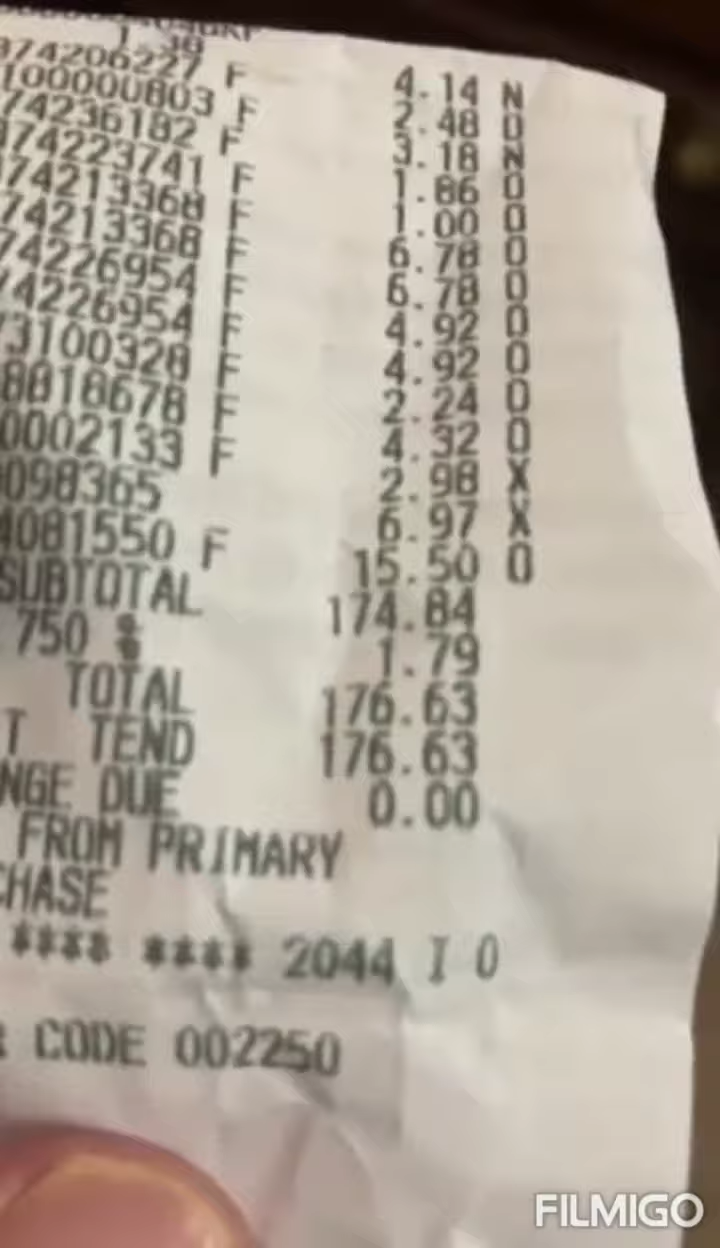 4.14 N
374206227 F 2.48 O
100000803 F 3.18 N
74236182 F 1.86 O
374223741 F 1.00 O
74213368 F 6.78 O
74213368 F 6.78 O
74226954 F 4.92 O
74226954 F 4.92 O
73100328 F 2.24 O
8818678 F 4.32 O
0002133 F 2.98 X
098365 6.97 X
4081550 F 15.50 O
SUBTOTAL 174.84
750 % 1.79
TOTAL 176.63
T TEND 176.63
NGE DUE 0.00
FROM PRIMARY
CHASE
**** **** 2044 I 0
R CODE 002250
FILMIGO